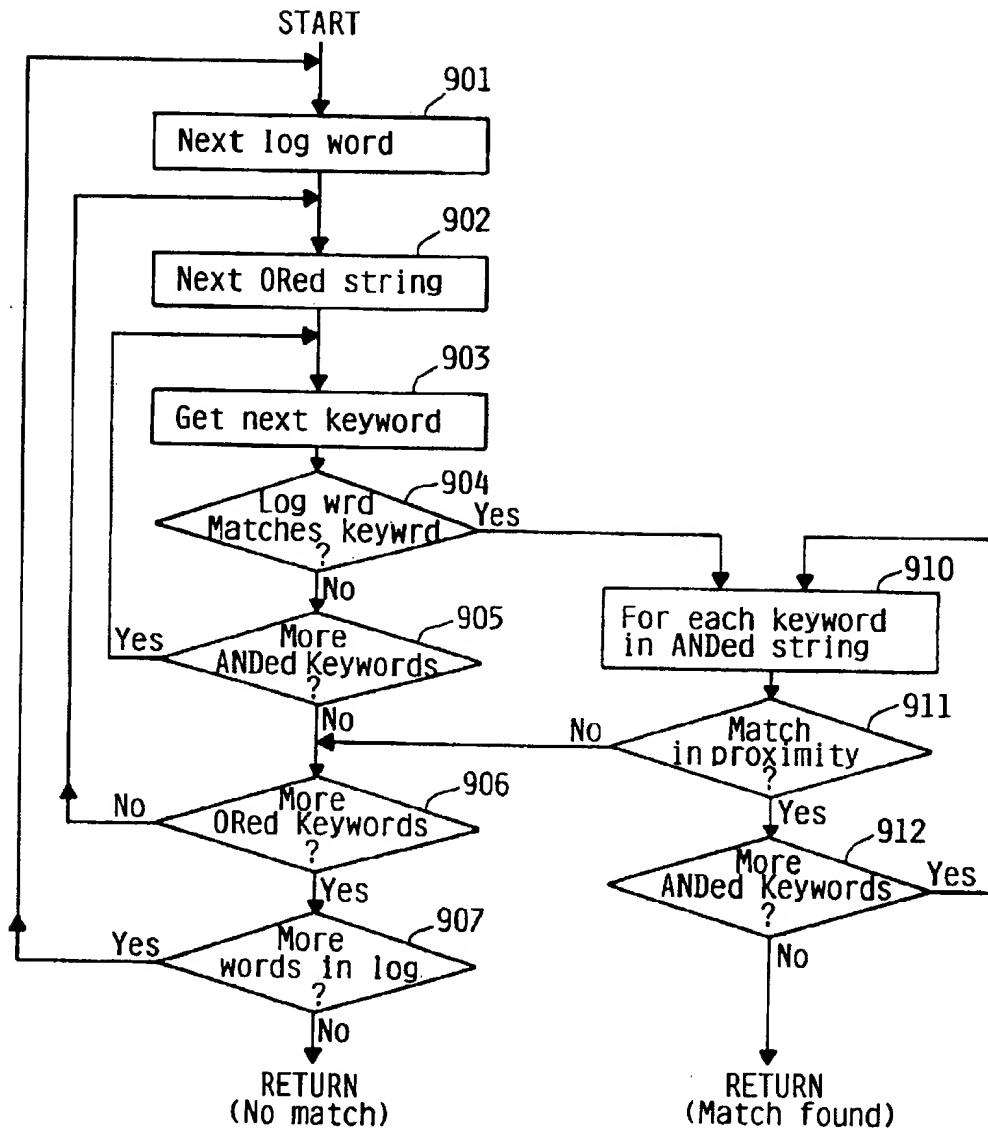 START
901
Next log word
902
Next ORed string
903
Get next keyword
904
Log wrd
Matches keywrd
?
Yes
No
905
More
ANDed Keywords
?
Yes
No
906
More
ORed Keywords
?
No
Yes
907
More
words in log
?
Yes
No
RETURN
(No match)
910
For each keyword
in ANDed string
911
Match
in proximity
?
No
Yes
912
More
ANDed Keywords
?
Yes
No
RETURN
(Match found)